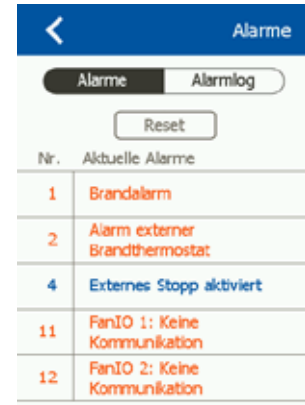 Alarme
Alarme Alarmlog
Reset
Nr. Aktuelle Alarme
1 Brandalarm
2 Alarm externer
Brandthermostat
4 Externes Stopp aktiviert
11 FanIO 1: Keine
Kommunikation
12 FanIO 2: Keine
Kommunikation